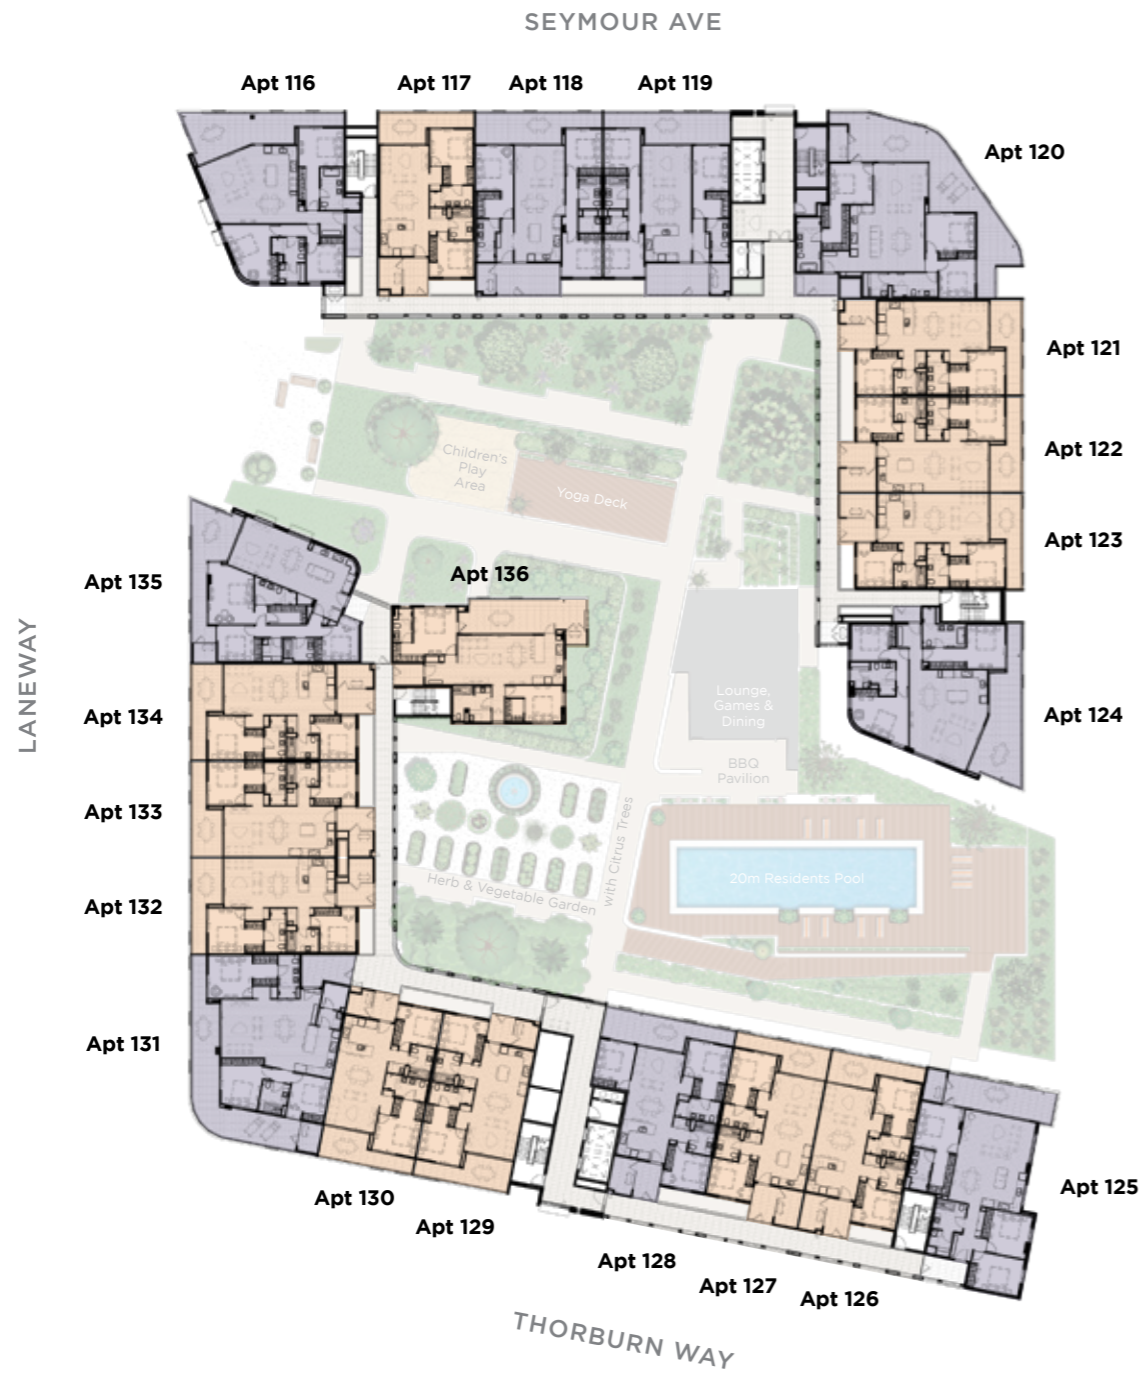 SEYMOUR AVE
Apt 116
Apt 117
Apt 118
Apt 119
Apt 120
Apt 121
Apt 122
Apt 123
Children's
Play
Area
Yoga Deck
Apt 136
Apt 135
LANEWAY
Apt 134
Apt 133
Apt 132
Apt 131
Lounge,
Games &
Dining
BBQ
Pavilion
Apt 124
Herb & Vegetable Garden
with Citrus Trees
20m Residents Pool
Apt 130
Apt 129
Apt 128
Apt 127
Apt 126
Apt 125
THORBURN WAY